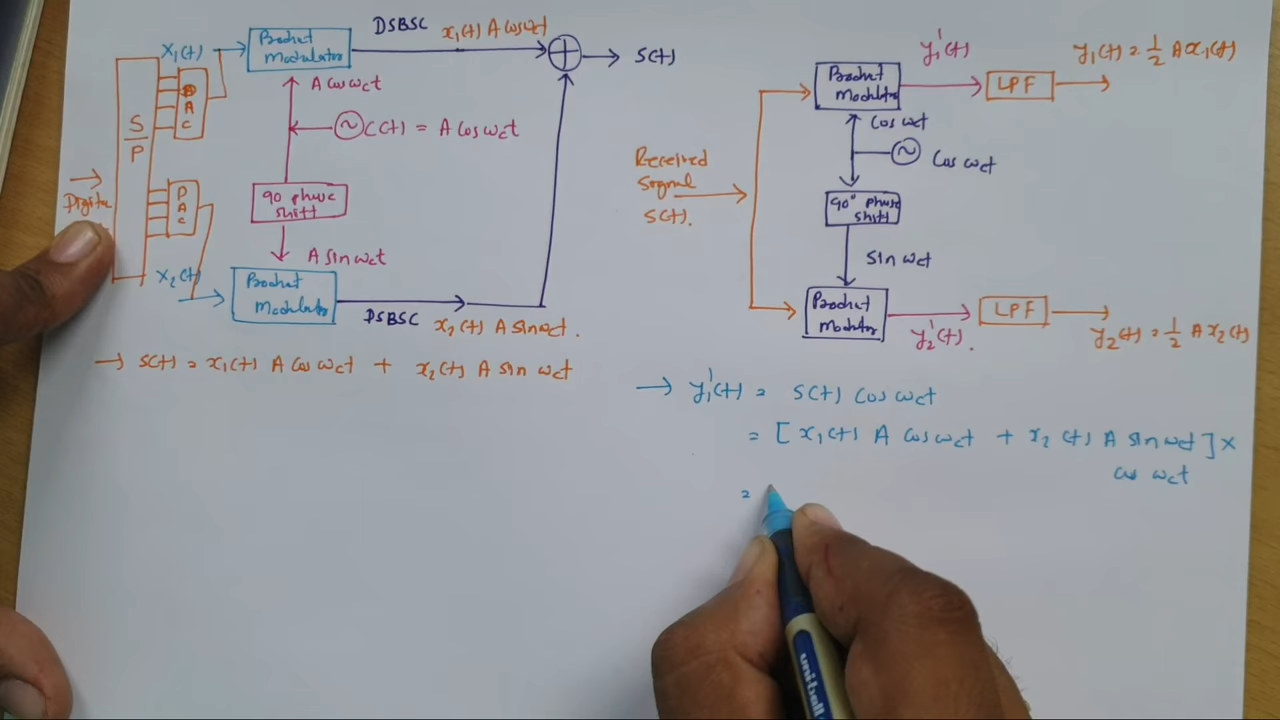 X₁(t)
Product Modulator
DSBSC
x₁(t) A cos ωct
S(t)
S/P
DAC
A cos ωct
C(t) = A cos ωct
Digital
90 phase shift
DAC
A sin ωct
X₂(t)
Product Modulator
DSBSC
x₂(t) A sin ωct.
→ S(t) = x₁(t) A cos ωct + x₂(t) A sin ωct
Received Signal S(t).
Product Modulator
y₁'(t)
LPF
y₁(t) = 1/2 A x₁(t)
cos ωct
cos ωct
90° phase shift
sin ωct
Product Modulator
y₂'(t).
LPF
y₂(t) = 1/2 A x₂(t)
→ y₁'(t) = S(t) cos ωct
= [x₁(t) A cos ωct + x₂(t) A sin ωct] ×
cos ωct
=
uniball